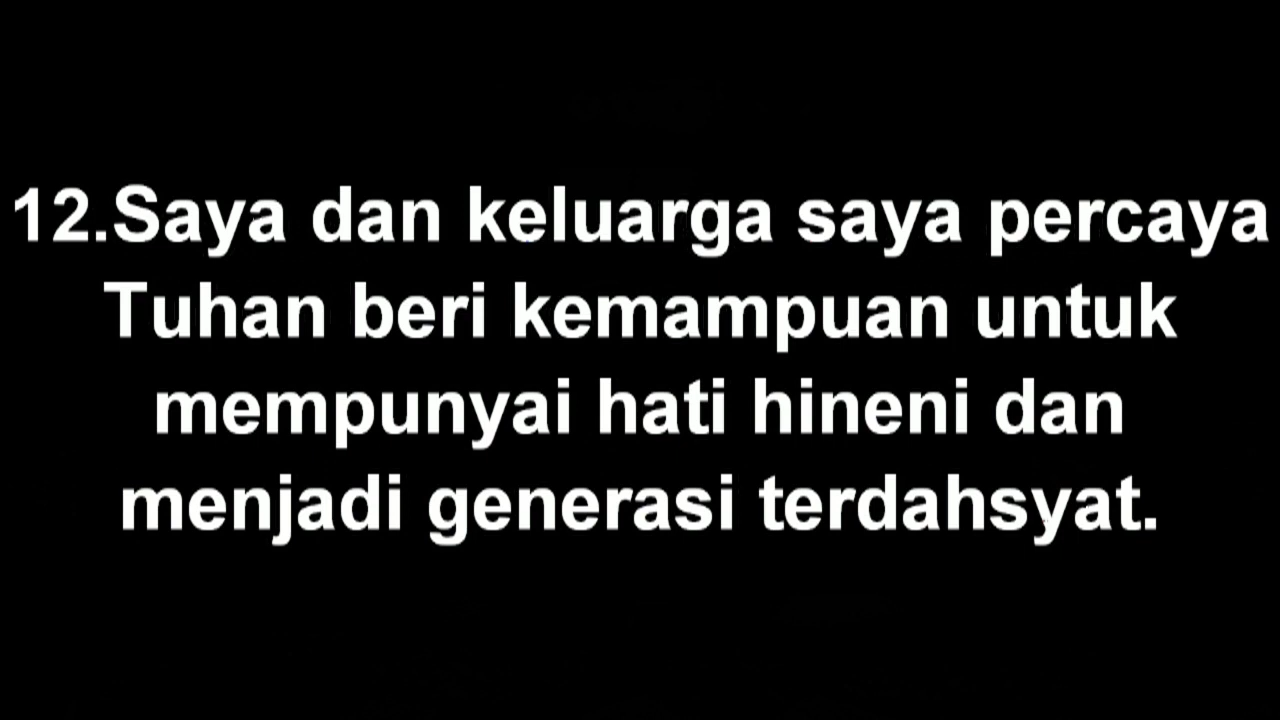 12.Saya dan keluarga saya percaya
Tuhan beri kemampuan untuk
mempunyai hati hineni dan
menjadi generasi terdahsyat.